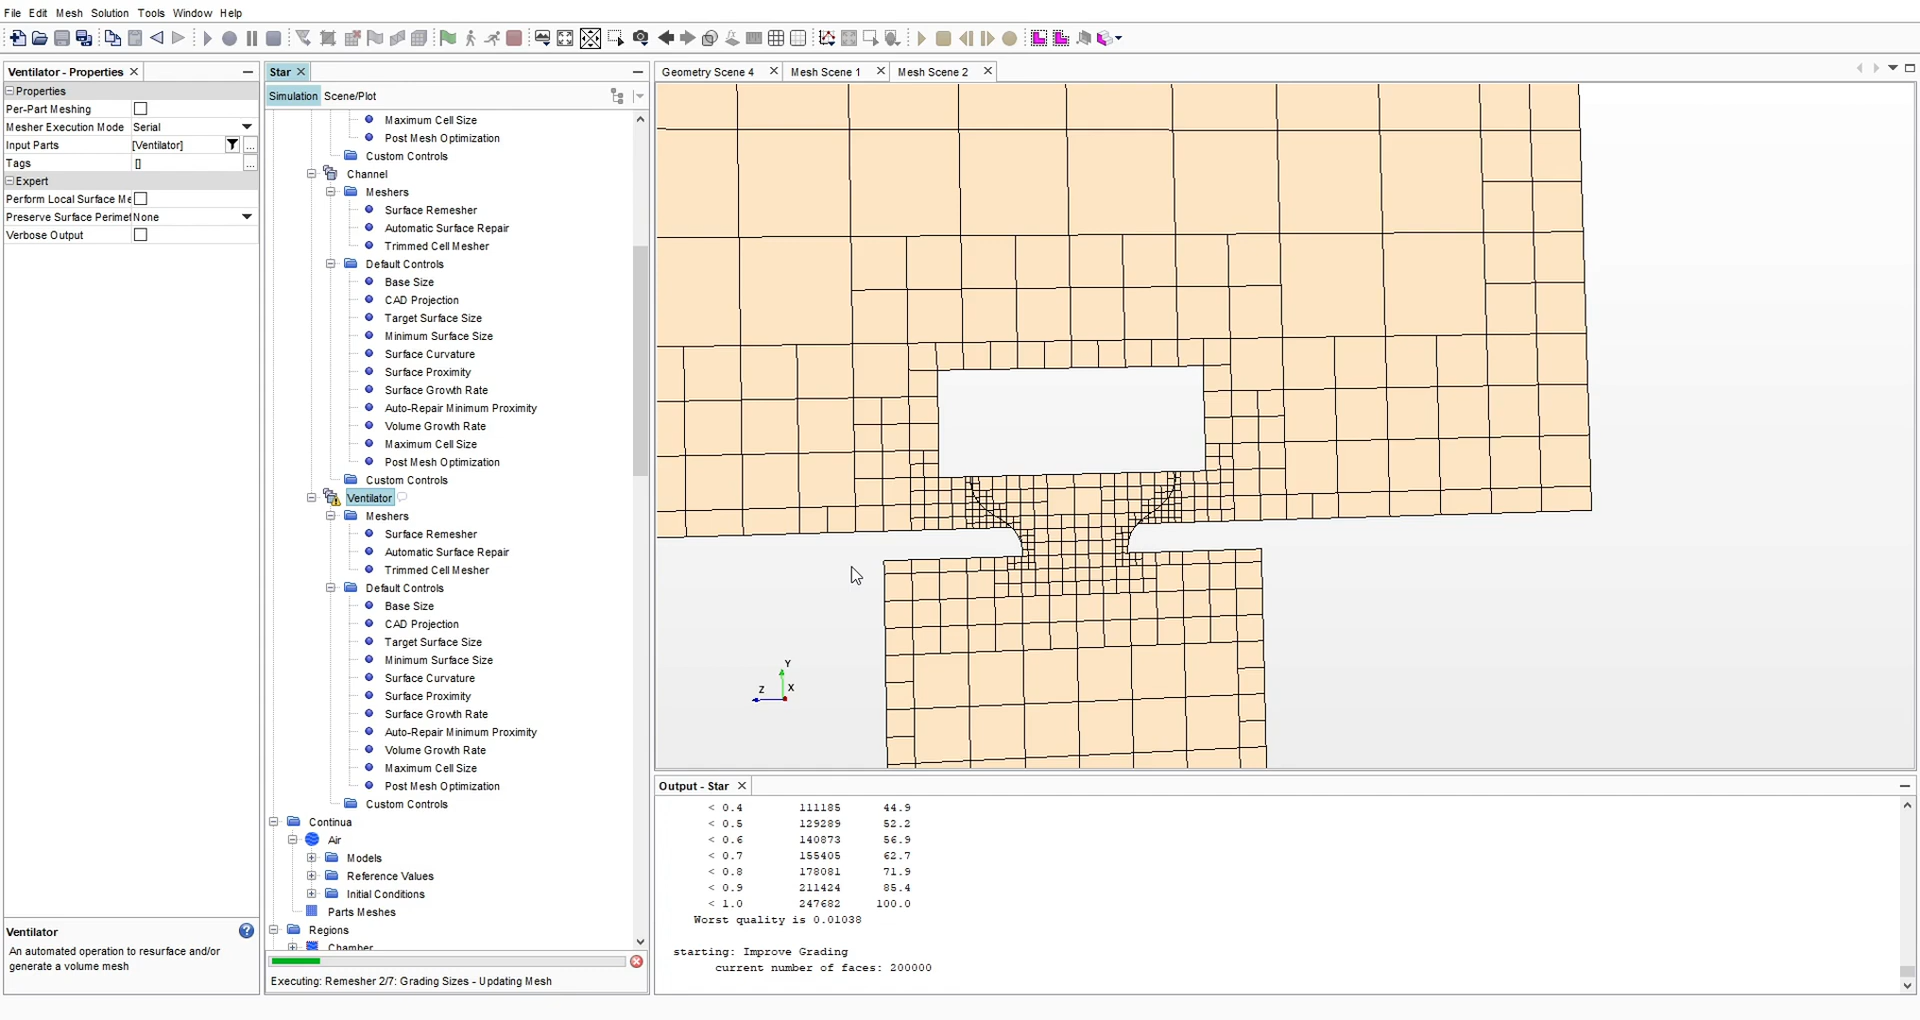 File Edit Mesh Solution Tools Window Help
Ventilator - Properties
Properties
Per-Part Meshing
Mesher Execution Mode Serial
Input Parts [Ventilator] ...
Tags [] ...
Expert
Perform Local Surface Me
Preserve Surface Perimet None
Verbose Output
Ventilator
An automated operation to resurface and/or
generate a volume mesh
Star
Simulation Scene/Plot
Maximum Cell Size
Post Mesh Optimization
Custom Controls
Channel
Meshers
Surface Remesher
Automatic Surface Repair
Trimmed Cell Mesher
Default Controls
Base Size
CAD Projection
Target Surface Size
Minimum Surface Size
Surface Curvature
Surface Proximity
Surface Growth Rate
Auto-Repair Minimum Proximity
Volume Growth Rate
Maximum Cell Size
Post Mesh Optimization
Custom Controls
Ventilator
Meshers
Surface Remesher
Automatic Surface Repair
Trimmed Cell Mesher
Default Controls
Base Size
CAD Projection
Target Surface Size
Minimum Surface Size
Surface Curvature
Surface Proximity
Surface Growth Rate
Auto-Repair Minimum Proximity
Volume Growth Rate
Maximum Cell Size
Post Mesh Optimization
Custom Controls
Continua
Air
Models
Reference Values
Initial Conditions
Parts Meshes
Regions
Chamber
Executing: Remesher 2/7: Grading Sizes - Updating Mesh
Geometry Scene 4 Mesh Scene 1 Mesh Scene 2
Y
Z X
Output - Star
< 0.4 111185 44.9
< 0.5 129289 52.2
< 0.6 140873 56.9
< 0.7 155405 62.7
< 0.8 178081 71.9
< 0.9 211424 85.4
< 1.0 247682 100.0
Worst quality is 0.01038
starting: Improve Grading
current number of faces: 200000